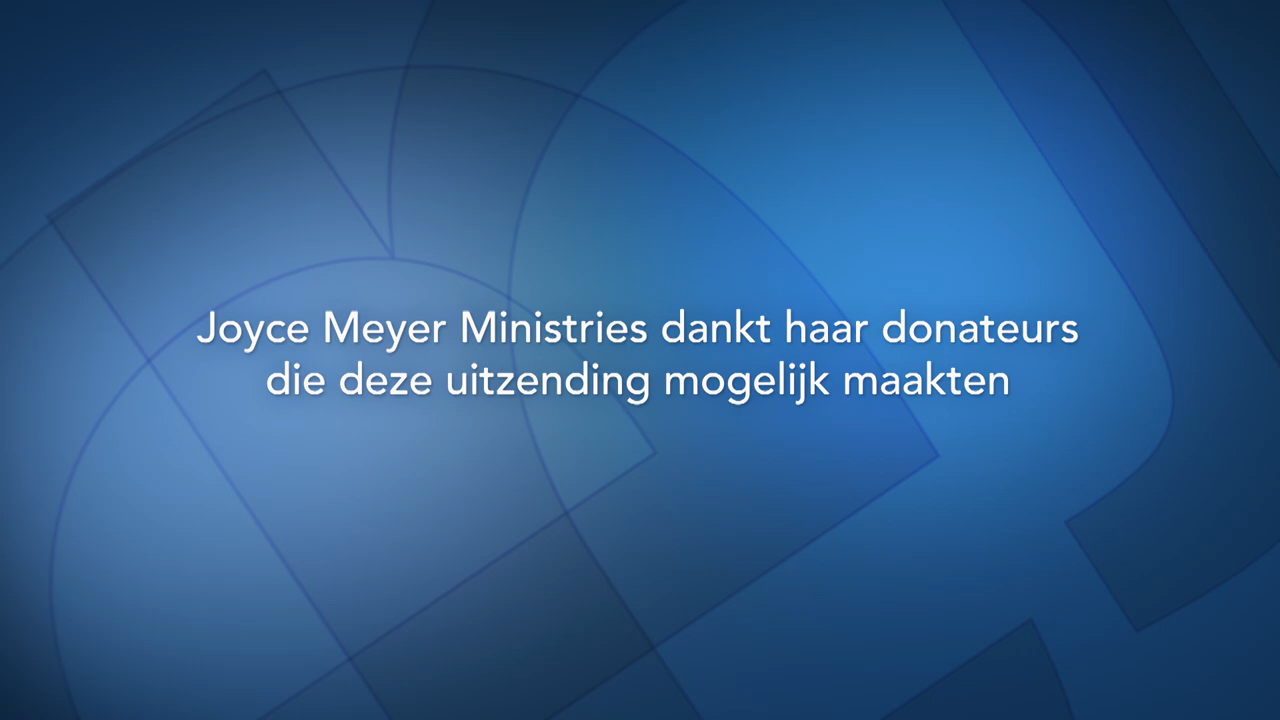 Joyce Meyer Ministries dankt haar donateurs
die deze uitzending mogelijk maakten